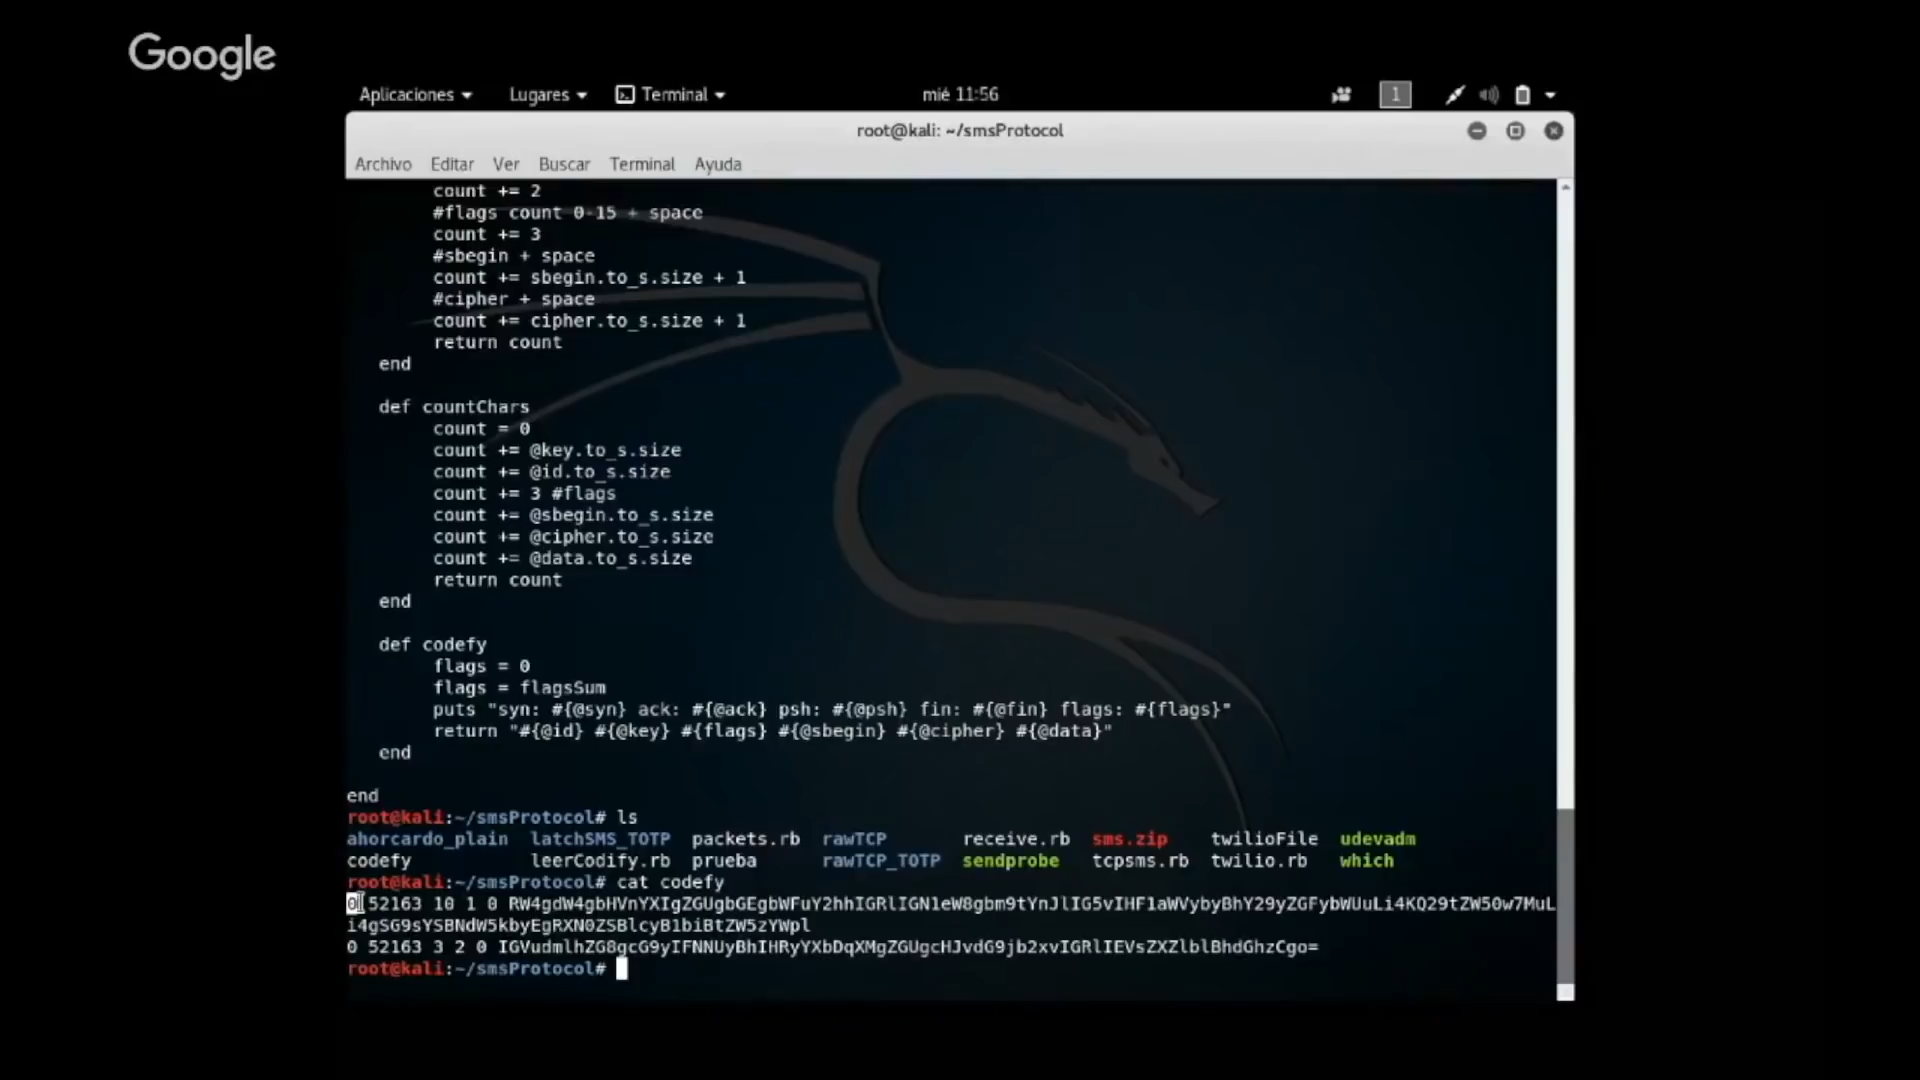 Google
Aplicaciones Lugares Terminal mié 11:56 1
root@kali: ~/smsProtocol
Archivo Editar Ver Buscar Terminal Ayuda
count += 2
#flags count 0-15 + space
count += 3
#sbegin + space
count += sbegin.to_s.size + 1
#cipher + space
count += cipher.to_s.size + 1
return count
end
def countChars
count = 0
count += @key.to_s.size
count += @id.to_s.size
count += 3 #flags
count += @sbegin.to_s.size
count += @cipher.to_s.size
count += @data.to_s.size
return count
end
def codefy
flags = 0
flags = flagsSum
puts "syn: #{@syn} ack: #{@ack} psh: #{@psh} fin: #{@fin} flags: #{flags}"
return "#{@id} #{@key} #{flags} #{@sbegin} #{@cipher} #{@data}"
end
end
root@kali:~/smsProtocol# ls
ahorcardo_plain latchSMS_TOTP packets.rb rawTCP receive.rb sms.zip twilioFile udevadm
codefy leerCodify.rb prueba rawTCP_TOTP sendprobe tcpsms.rb twilio.rb which
root@kali:~/smsProtocol# cat codefy
0 52163 10 1 0 RW4gdW4gbHVnYXIgZGUgbGEgbWFuY2hhIGRlIGN1eW8gbm9tYnJlIG5vIHF1aWVybyBhY29yZGFybWUuLi4KQ29tZW50w7MuL
i4gSG9sYSBNdW5kbyEgRXN0ZSBlcyB1biBtZW5zYWpl
0 52163 3 2 0 IGVudmlhZG8gcG9yIFNNUyBhIHRyYXbDqXMgZGUgcHJvdG9jb2xvIGRlIEVsZXZlblBhdGhzCgo=
root@kali:~/smsProtocol#